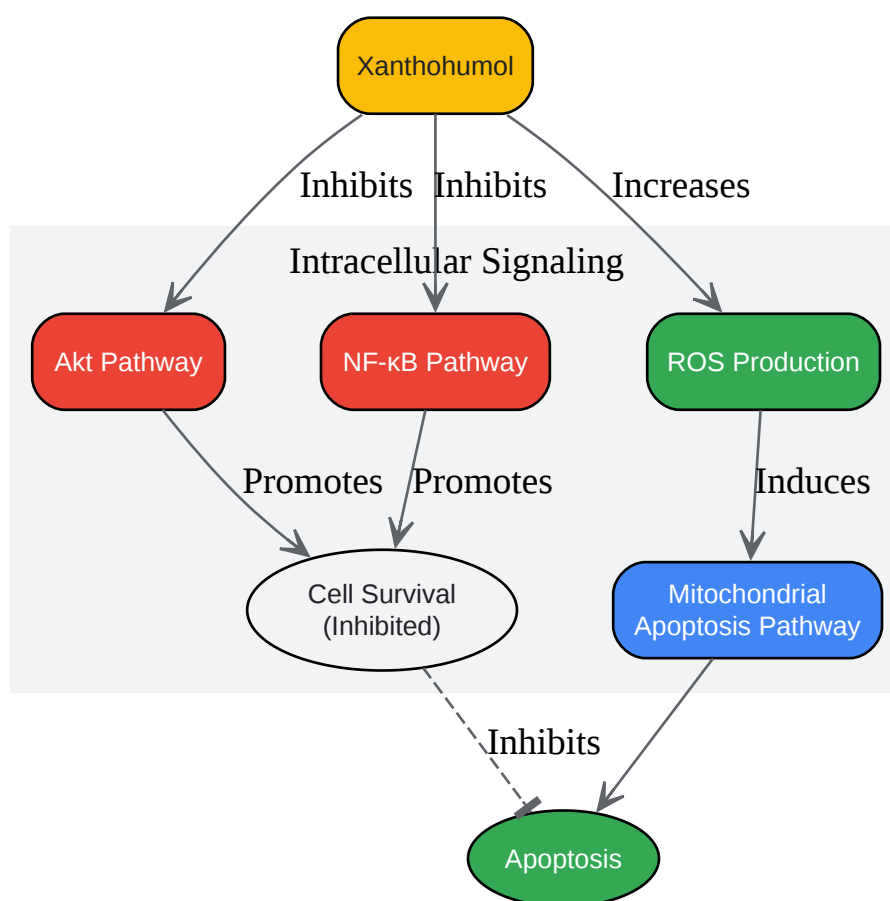 Xanthohumol
Inhibits
Inhibits
Increases
Intracellular Signaling
Akt Pathway
NF-κB Pathway
ROS Production
Promotes
Promotes
Induces
Cell Survival
(Inhibited)
Mitochondrial
Apoptosis Pathway
Inhibits
Apoptosis